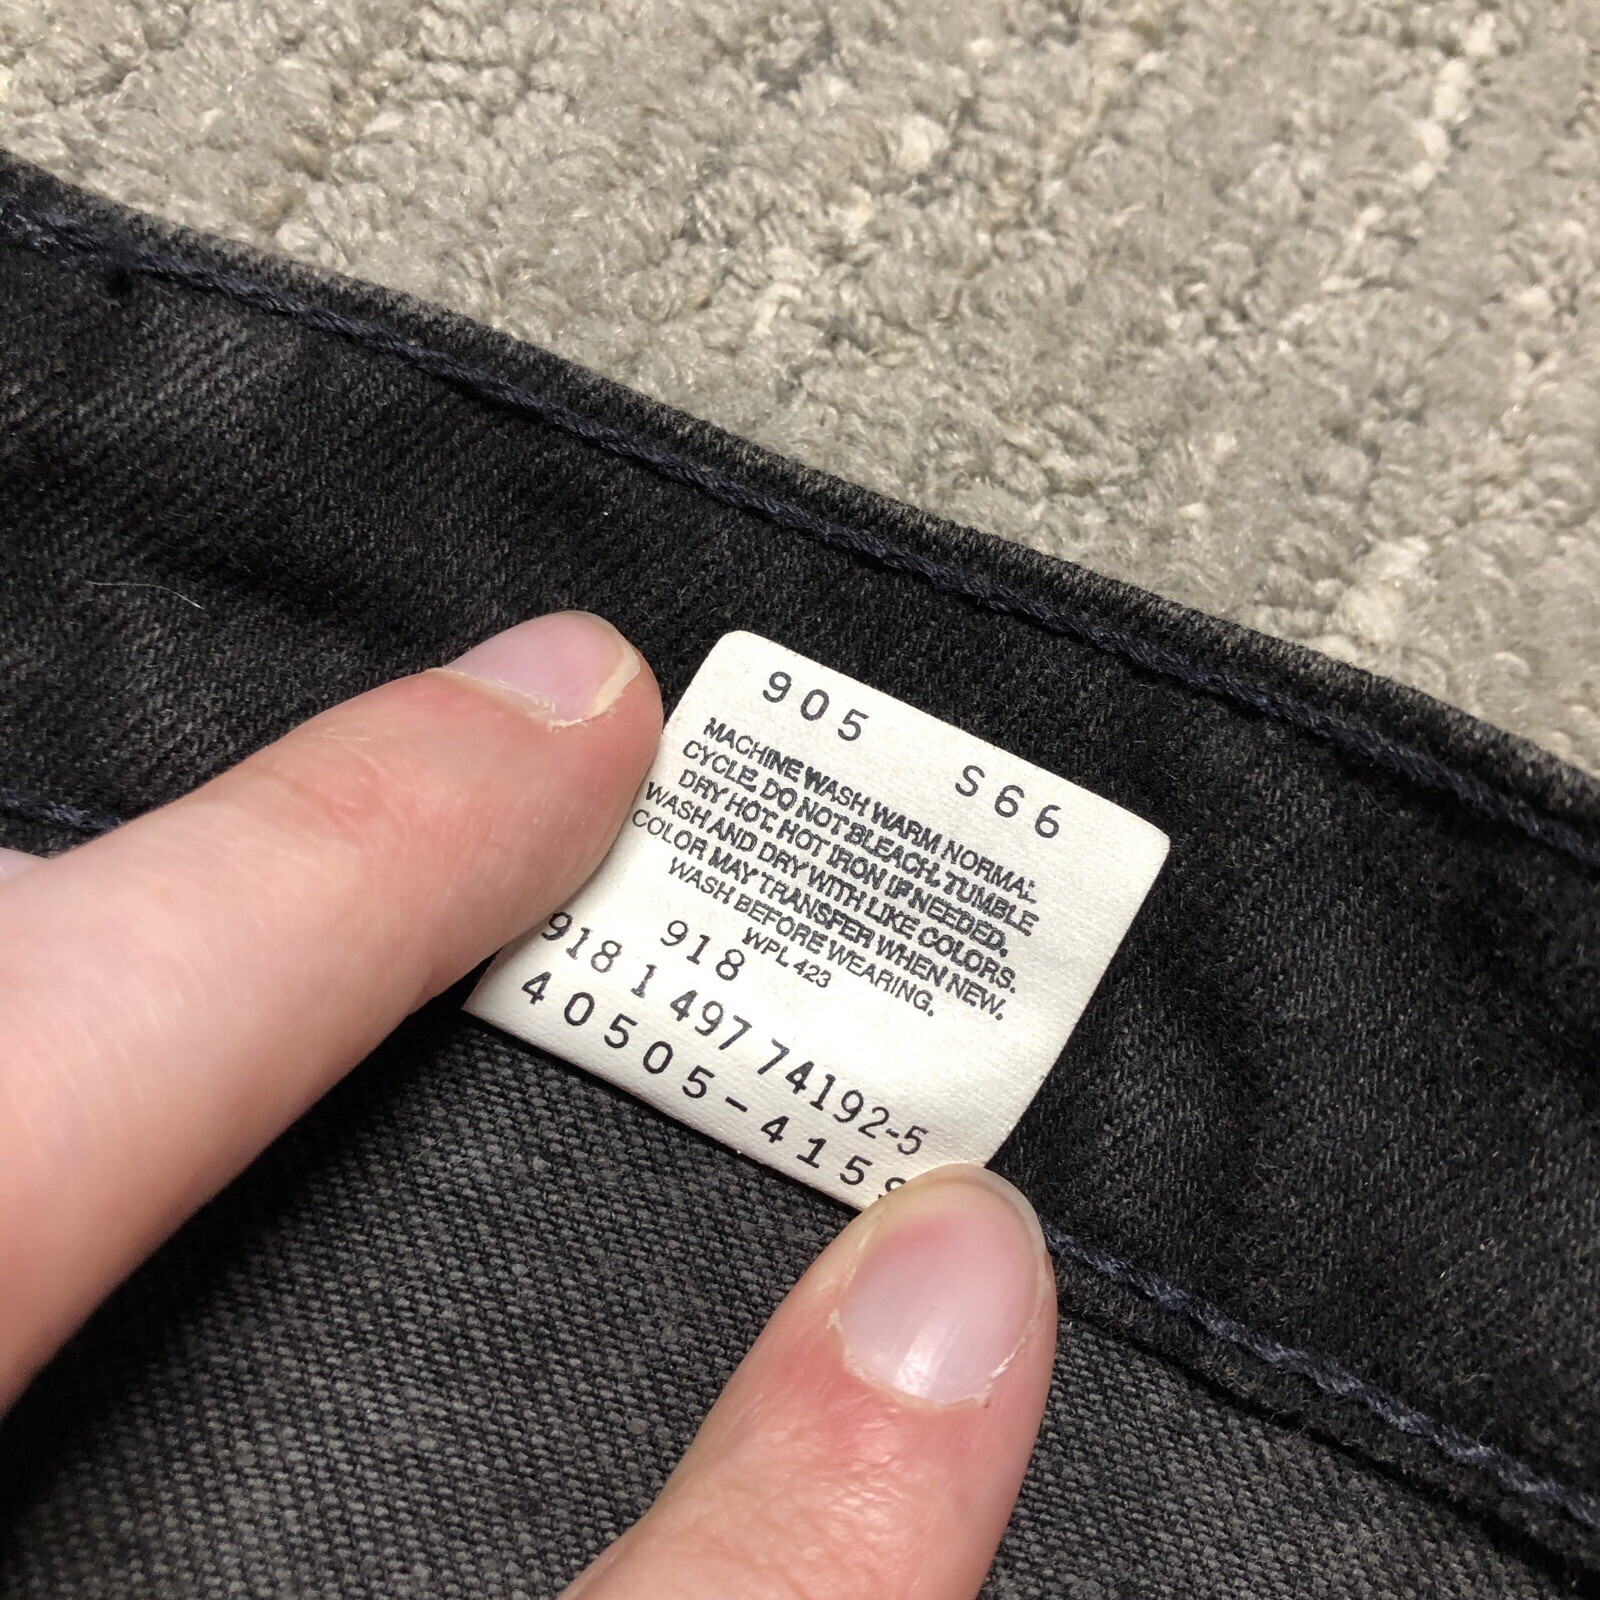 905
S66
MACHINE WASH WARM NORMAL
CYCLE. DO NOT BLEACH. TUMBLE
DRY HOT. HOT IRON IF NEEDED.
WASH AND DRY WITH LIKE COLORS.
COLOR MAY TRANSFER WHEN NEW.
WASH BEFORE WEARING.
WPL 423
918
918 1 497 74192-5
40505-415